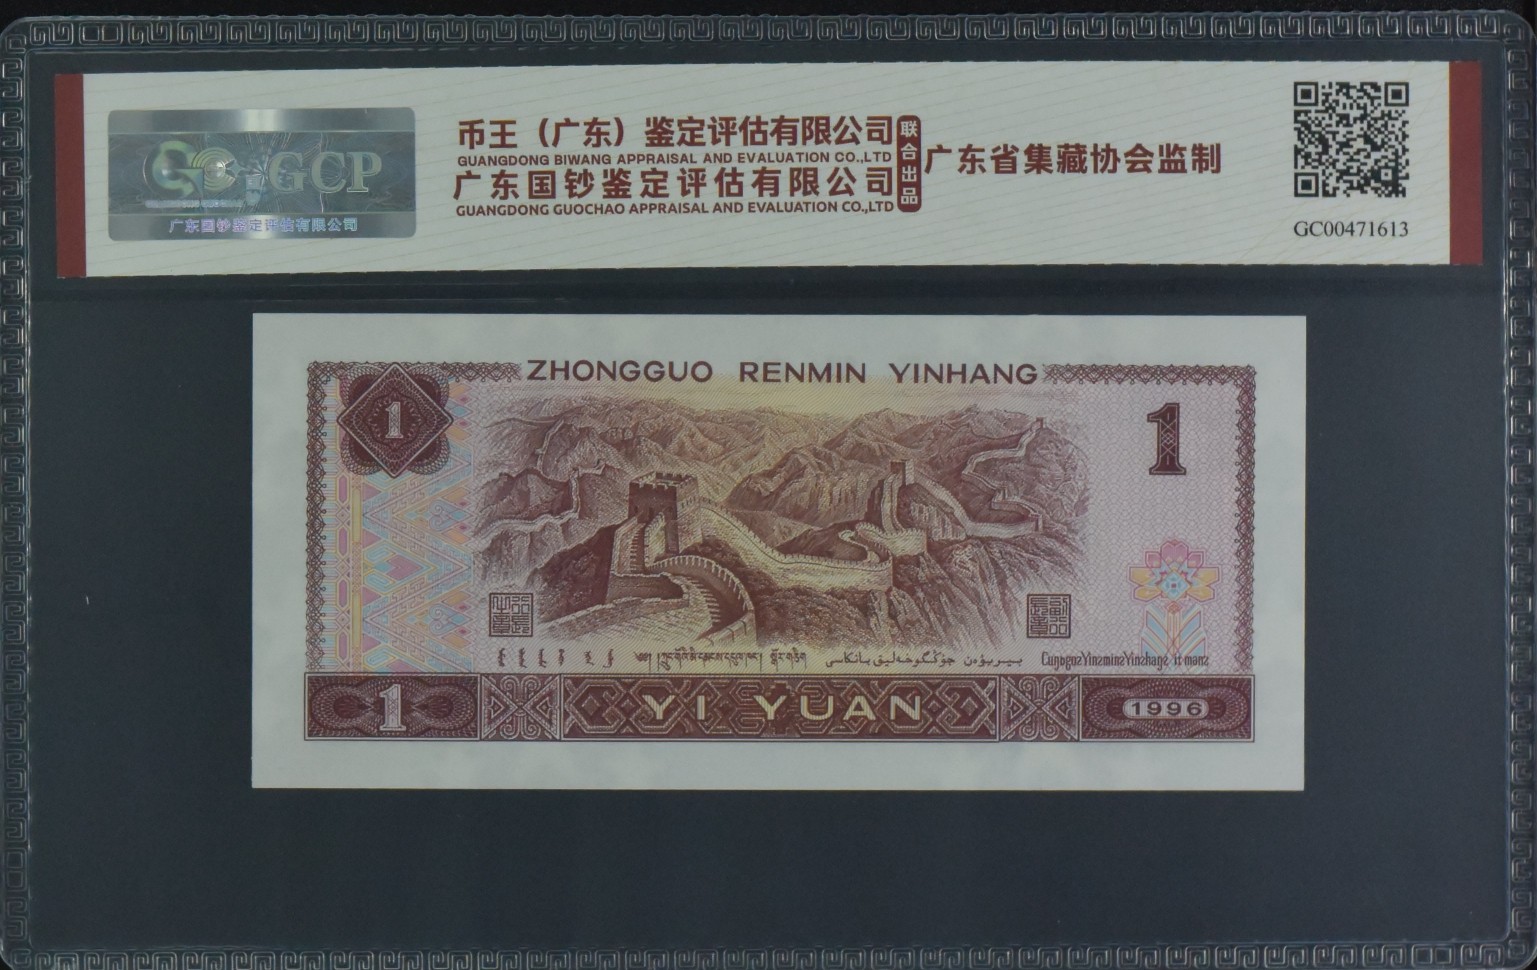 GCP
广东国钞鉴定评估有限公司
币王（广东）鉴定评估有限公司
GUANGDONG BIWANG APPRAISAL AND EVALUATION CO.,LTD
广东国钞鉴定评估有限公司
GUANGDONG GUOCHAO APPRAISAL AND EVALUATION CO.,LTD
联合出品
广东省集藏协会监制
GC00471613
ZHONGGUO RENMIN YINHANG
1
1
1
YI YUAN
1996